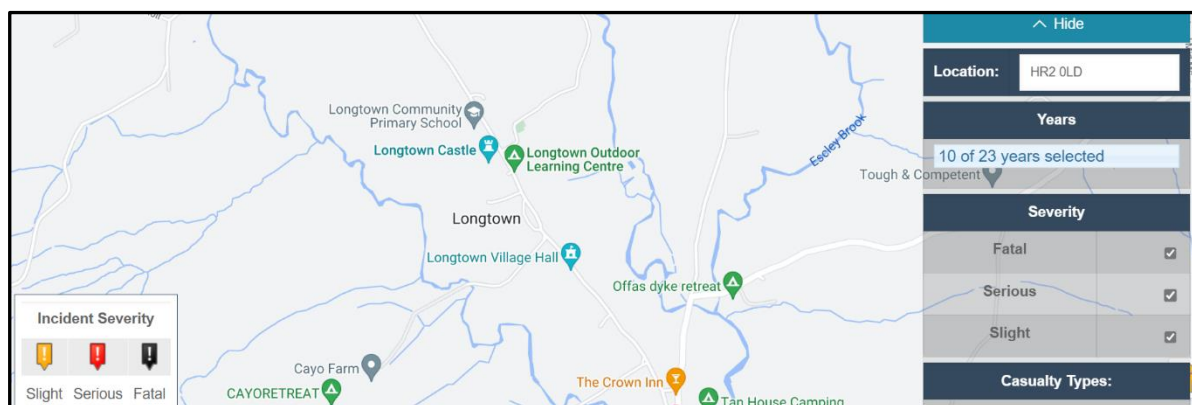 Hide
Location:
HR2 0LD
Years
10 of 23 years selected
Tough & Competent
Severity
Fatal
Serious
Slight
Casualty Types:
Longtown Community
Primary School
Longtown Castle
Longtown Outdoor
Learning Centre
Escley Brook
Longtown
Longtown Village Hall
Offas dyke retreat
Cayo Farm
CAYORETREAT
The Crown Inn
Tan House Camping
Incident Severity
Slight Serious Fatal